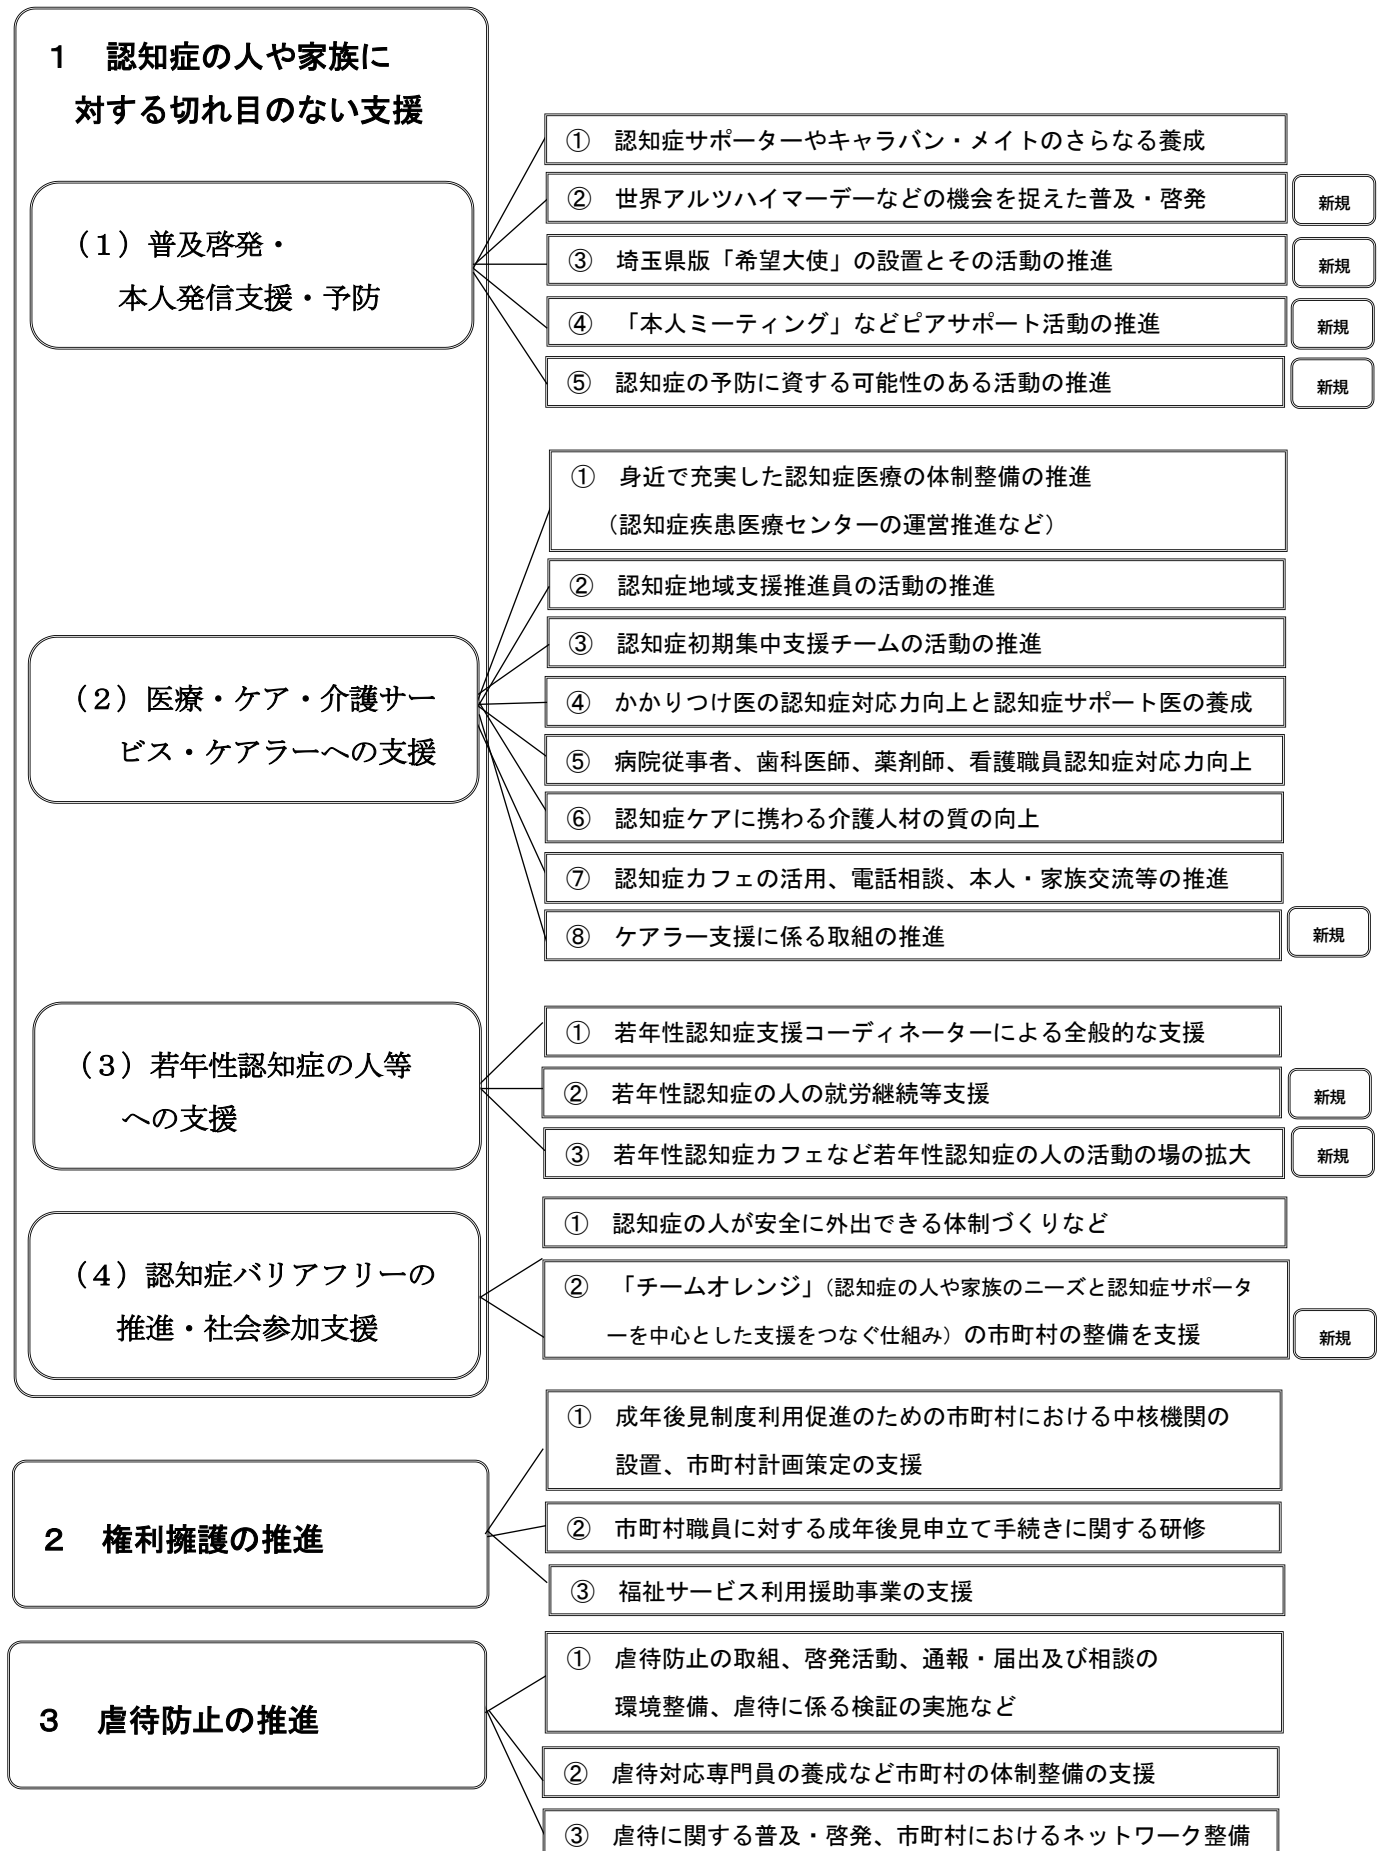 １　認知症の人や家族に
対する切れ目のない支援
（１）普及啓発・
本人発信支援・予防
①　認知症サポーターやキャラバン・メイトのさらなる養成
②　世界アルツハイマーデーなどの機会を捉えた普及・啓発
新規
③　埼玉県版「希望大使」の設置とその活動の推進
新規
④　「本人ミーティング」などピアサポート活動の推進
新規
⑤　認知症の予防に資する可能性のある活動の推進
新規
（２）医療・ケア・介護サー
ビス・ケアラーへの支援
①　身近で充実した認知症医療の体制整備の推進
（認知症疾患医療センターの運営推進など）
②　認知症地域支援推進員の活動の推進
③　認知症初期集中支援チームの活動の推進
④　かかりつけ医の認知症対応力向上と認知症サポート医の養成
⑤　病院従事者、歯科医師、薬剤師、看護職員認知症対応力向上
⑥　認知症ケアに携わる介護人材の質の向上
⑦　認知症カフェの活用、電話相談、本人・家族交流等の推進
⑧　ケアラー支援に係る取組の推進
新規
（３）若年性認知症の人等
への支援
①　若年性認知症支援コーディネーターによる全般的な支援
②　若年性認知症の人の就労継続等支援
新規
③　若年性認知症カフェなど若年性認知症の人の活動の場の拡大
新規
（４）認知症バリアフリーの
推進・社会参加支援
①　認知症の人が安全に外出できる体制づくりなど
②　「チームオレンジ」（認知症の人や家族のニーズと認知症サポータ
ーを中心とした支援をつなぐ仕組み）の市町村の整備を支援
新規
２　権利擁護の推進
①　成年後見制度利用促進のための市町村における中核機関の
設置、市町村計画策定の支援
②　市町村職員に対する成年後見申立て手続きに関する研修
③　福祉サービス利用援助事業の支援
３　虐待防止の推進
①　虐待防止の取組、啓発活動、通報・届出及び相談の
環境整備、虐待に係る検証の実施など
②　虐待対応専門員の養成など市町村の体制整備の支援
③　虐待に関する普及・啓発、市町村におけるネットワーク整備